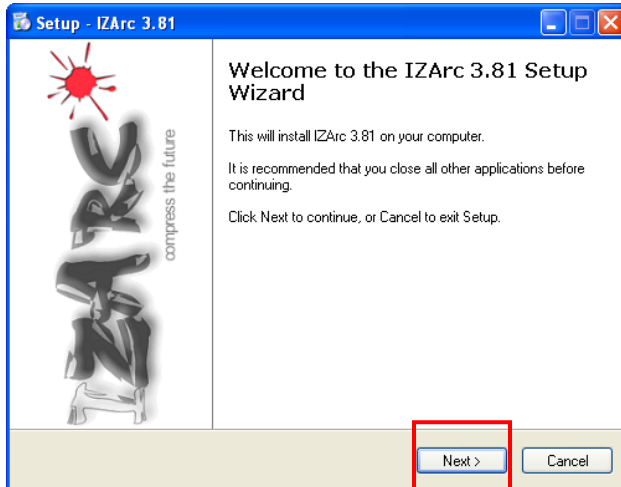 Setup - IZArc 3.81
IZARC
compress the future
Welcome to the IZArc 3.81 Setup
Wizard
This will install IZArc 3.81 on your computer.
It is recommended that you close all other applications before
continuing.
Click Next to continue, or Cancel to exit Setup.
Next >
Cancel